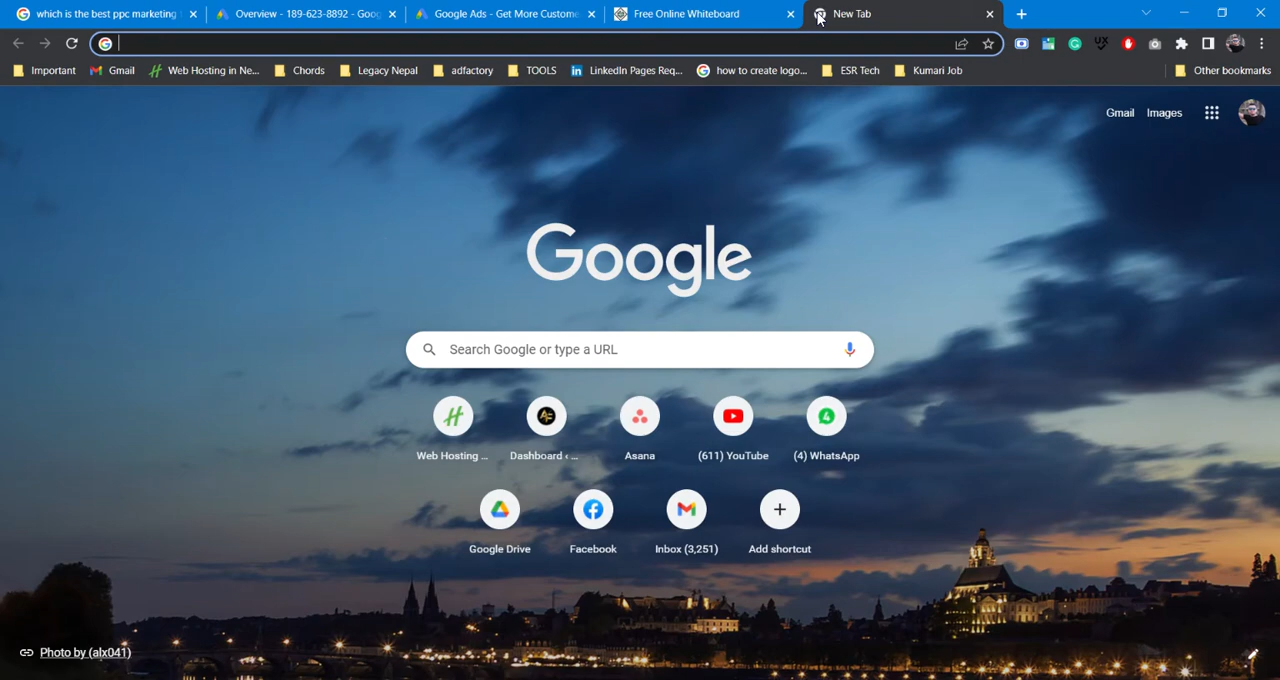 which is the best ppc marketing
Overview - 189-623-8892 - Goog
Google Ads - Get More Custome
Free Online Whiteboard
New Tab
Important
Gmail
Web Hosting in Ne...
Chords
Legacy Nepal
adfactory
TOOLS
LinkedIn Pages Req...
how to create logo...
ESR Tech
Kumari Job
Other bookmarks
Gmail
Images
Google
Search Google or type a URL
Web Hosting ...
Dashboard ‹ ...
Asana
(611) YouTube
(4) WhatsApp
Google Drive
Facebook
Inbox (3,251)
Add shortcut
Photo by (alx041)